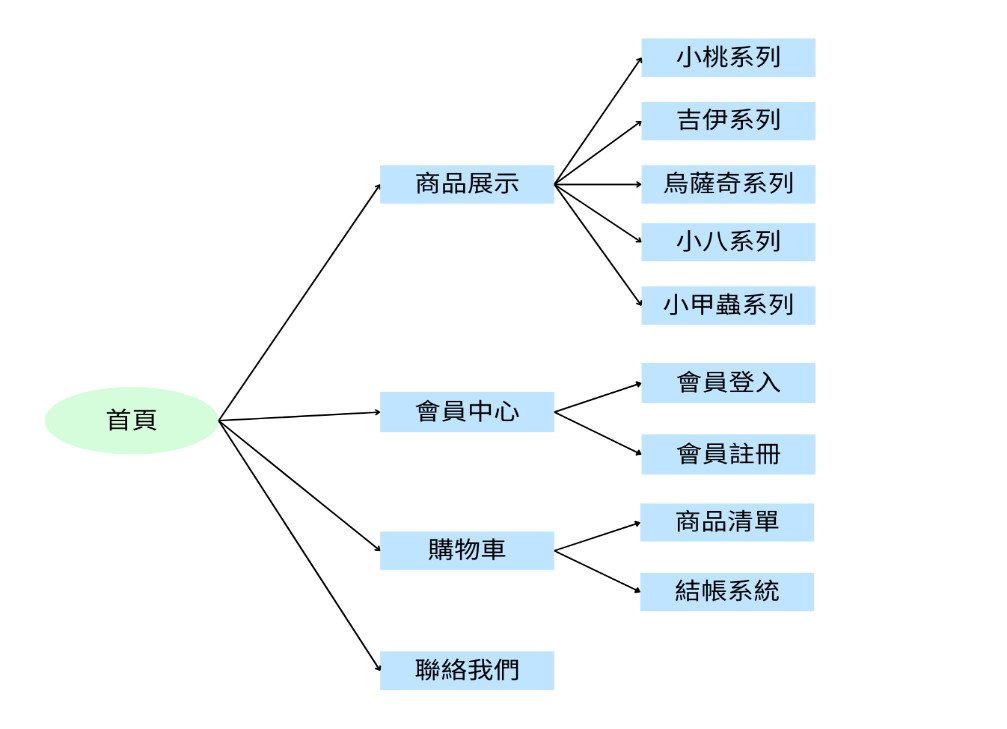 首頁
商品展示
小桃系列
吉伊系列
烏薩奇系列
小八系列
小甲蟲系列
會員中心
會員登入
會員註冊
購物車
商品清單
結帳系統
聯絡我們